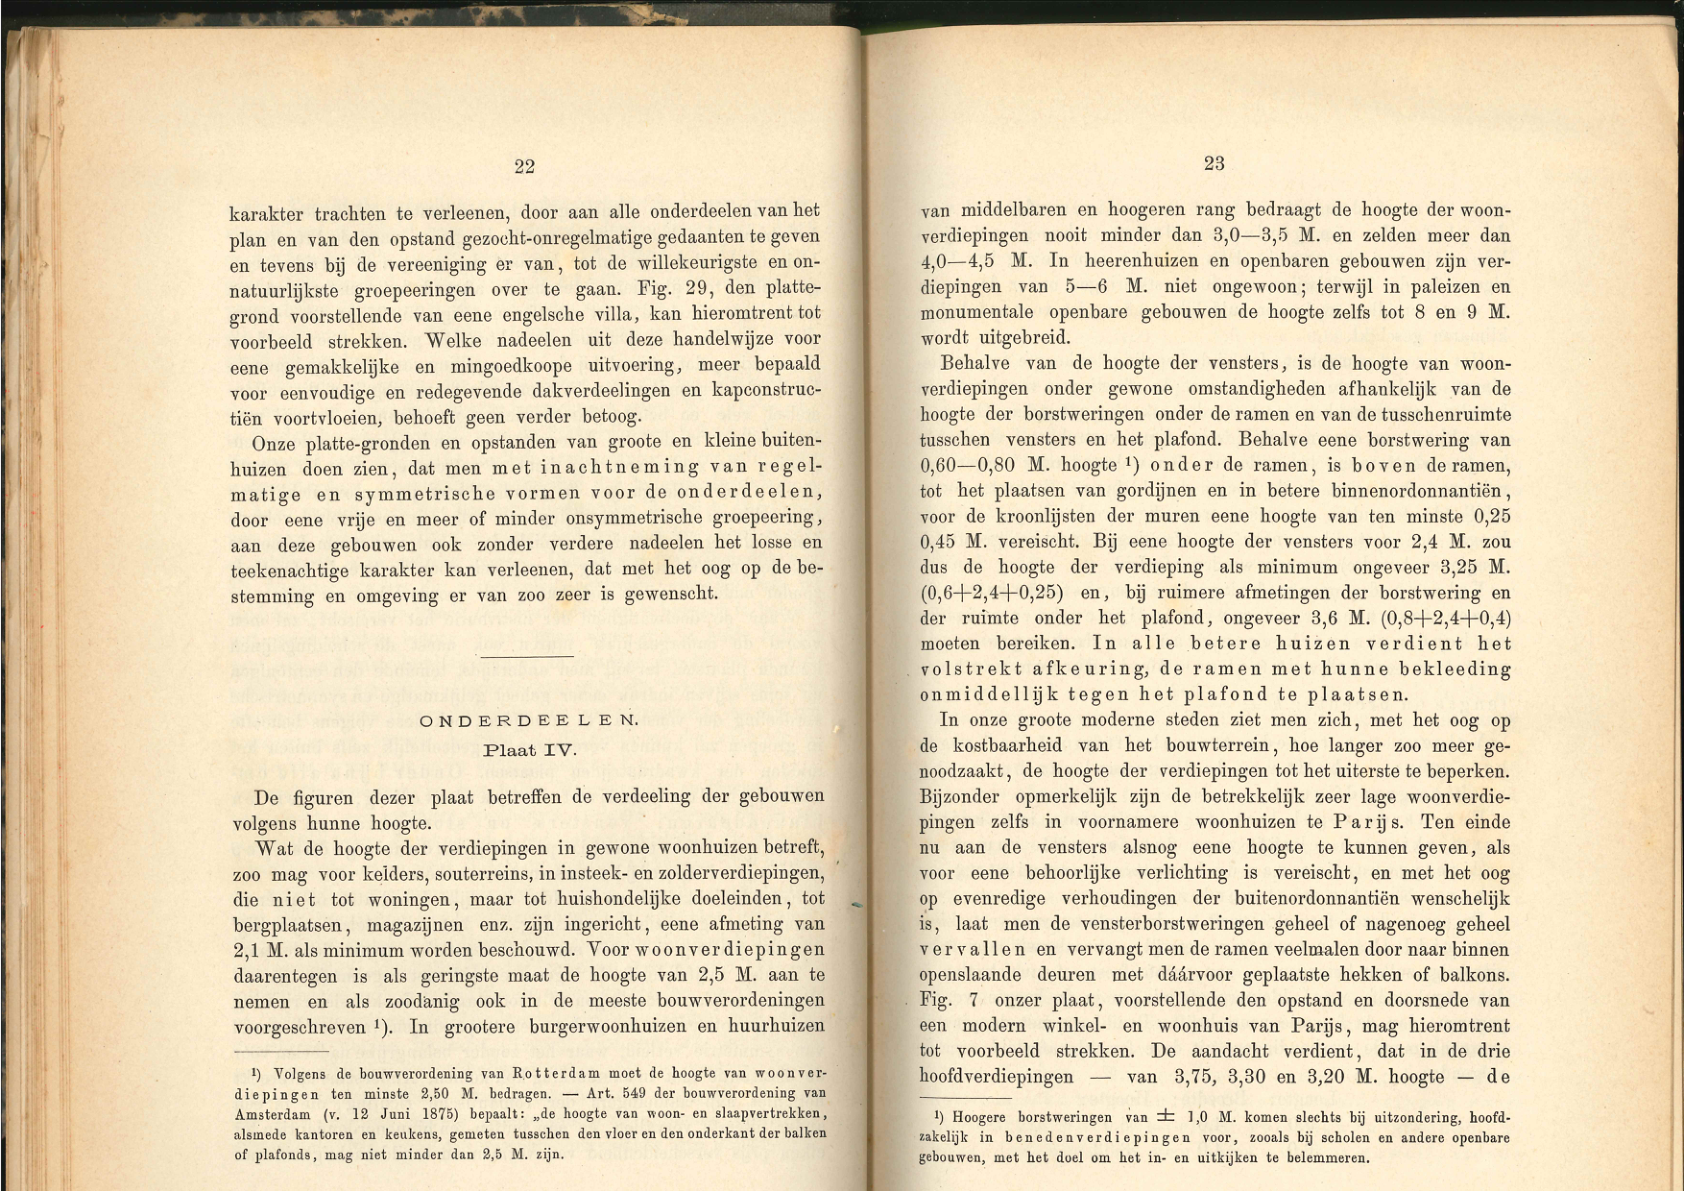 22
karakter trachten te verleenen, door aan alle onderdeelen van het
plan en van den opstand gezocht-onregelmatige gedaanten te geven
en tevens bij de vereeniging er van, tot de willekeurigste en on-
natuurlijkste groepeeringen over te gaan. Fig. 29, den platte-
grond voorstellende van eene engelsche villa, kan hieromtrent tot
voorbeeld strekken. Welke nadeelen uit deze handelwijze voor
eene gemakkelijke en mingoedkoope uitvoering, meer bepaald
voor eenvoudige en redegevende dakverdeelingen en kapconstruc-
tiën voortvloeien, behoeft geen verder betoog.
Onze platte-gronden en opstanden van groote en kleine buiten-
huizen doen zien, dat men met inachtneming van regel-
matige en symmetrische vormen voor de onderdeelen,
door eene vrije en meer of minder onsymmetrische groepeering,
aan deze gebouwen ook zonder verdere nadeelen het losse en
teekenachtige karakter kan verleenen, dat met het oog op de be-
stemming en omgeving er van zoo zeer is gewenscht.
ONDERDEELEN.
Plaat IV.
De figuren dezer plaat betreffen de verdeeling der gebouwen
volgens hunne hoogte.
Wat de hoogte der verdiepingen in gewone woonhuizen betreft,
zoo mag voor kelders, souterreins, in insteek- en zolderverdiepingen,
die niet tot woningen, maar tot huishondelijke doeleinden, tot
bergplaatsen, magazijnen enz. zijn ingericht, eene afmeting van
2,1 M. als minimum worden beschouwd. Voor woonverdiepingen
daarentegen is als geringste maat de hoogte van 2,5 M. aan te
nemen en als zoodanig ook in de meeste bouwverordeningen
voorgeschreven ¹). In grootere burgerwoonhuizen en huurhuizen
¹) Volgens de bouwverordening van Rotterdam moet de hoogte van woonver-
diepingen ten minste 2,50 M. bedragen. — Art. 549 der bouwverordening van
Amsterdam (v. 12 Juni 1875) bepaalt: „de hoogte van woon- en slaapvertrekken,
alsmede kantoren en keukens, gemeten tusschen den vloer en den onderkant der balken
of plafonds, mag niet minder dan 2,5 M. zijn.
23
van middelbaren en hoogeren rang bedraagt de hoogte der woon-
verdiepingen nooit minder dan 3,0—3,5 M. en zelden meer dan
4,0—4,5 M. In heerenhuizen en openbaren gebouwen zijn ver-
diepingen van 5—6 M. niet ongewoon; terwijl in paleizen en
monumentale openbare gebouwen de hoogte zelfs tot 8 en 9 M.
wordt uitgebreid.
Behalve van de hoogte der vensters, is de hoogte van woon-
verdiepingen onder gewone omstandigheden afhankelijk van de
hoogte der borstweringen onder de ramen en van de tusschenruimte
tusschen vensters en het plafond. Behalve eene borstwering van
0,60—0,80 M. hoogte ¹) onder de ramen, is boven de ramen,
tot het plaatsen van gordijnen en in betere binnenordonnantiën,
voor de kroonlijsten der muren eene hoogte van ten minste 0,25
0,45 M. vereischt. Bij eene hoogte der vensters voor 2,4 M. zou
dus de hoogte der verdieping als minimum ongeveer 3,25 M.
(0,6+2,4+0,25) en, bij ruimere afmetingen der borstwering en
der ruimte onder het plafond, ongeveer 3,6 M. (0,8+2,4+0,4)
moeten bereiken. In alle betere huizen verdient het
volstrekt afkeuring, de ramen met hunne bekleeding
onmiddellijk tegen het plafond te plaatsen.
In onze groote moderne steden ziet men zich, met het oog op
de kostbaarheid van het bouwterrein, hoe langer zoo meer ge-
noodzaakt, de hoogte der verdiepingen tot het uiterste te beperken.
Bijzonder opmerkelijk zijn de betrekkelijk zeer lage woonverdie-
pingen zelfs in voornamere woonhuizen te Parijs. Ten einde
nu aan de vensters alsnog eene hoogte te kunnen geven, als
voor eene behoorlijke verlichting is vereischt, en met het oog
op evenredige verhoudingen der buitenordonnantiën wenschelijk
is, laat men de vensterborstweringen geheel of nagenoeg geheel
vervallen en vervangt men de ramen veelmalen door naar binnen
openslaande deuren met dáárvoor geplaatste hekken of balkons.
Fig. 7 onzer plaat, voorstellende den opstand en doorsnede van
een modern winkel- en woonhuis van Parijs, mag hieromtrent
tot voorbeeld strekken. De aandacht verdient, dat in de drie
hoofdverdiepingen — van 3,75, 3,30 en 3,20 M. hoogte — de
¹) Hoogere borstweringen van ± 1,0 M. komen slechts bij uitzondering, hoofd-
zakelijk in benedenverdiepingen voor, zooals bij scholen en andere openbare
gebouwen, met het doel om het in- en uitkijken te belemmeren.